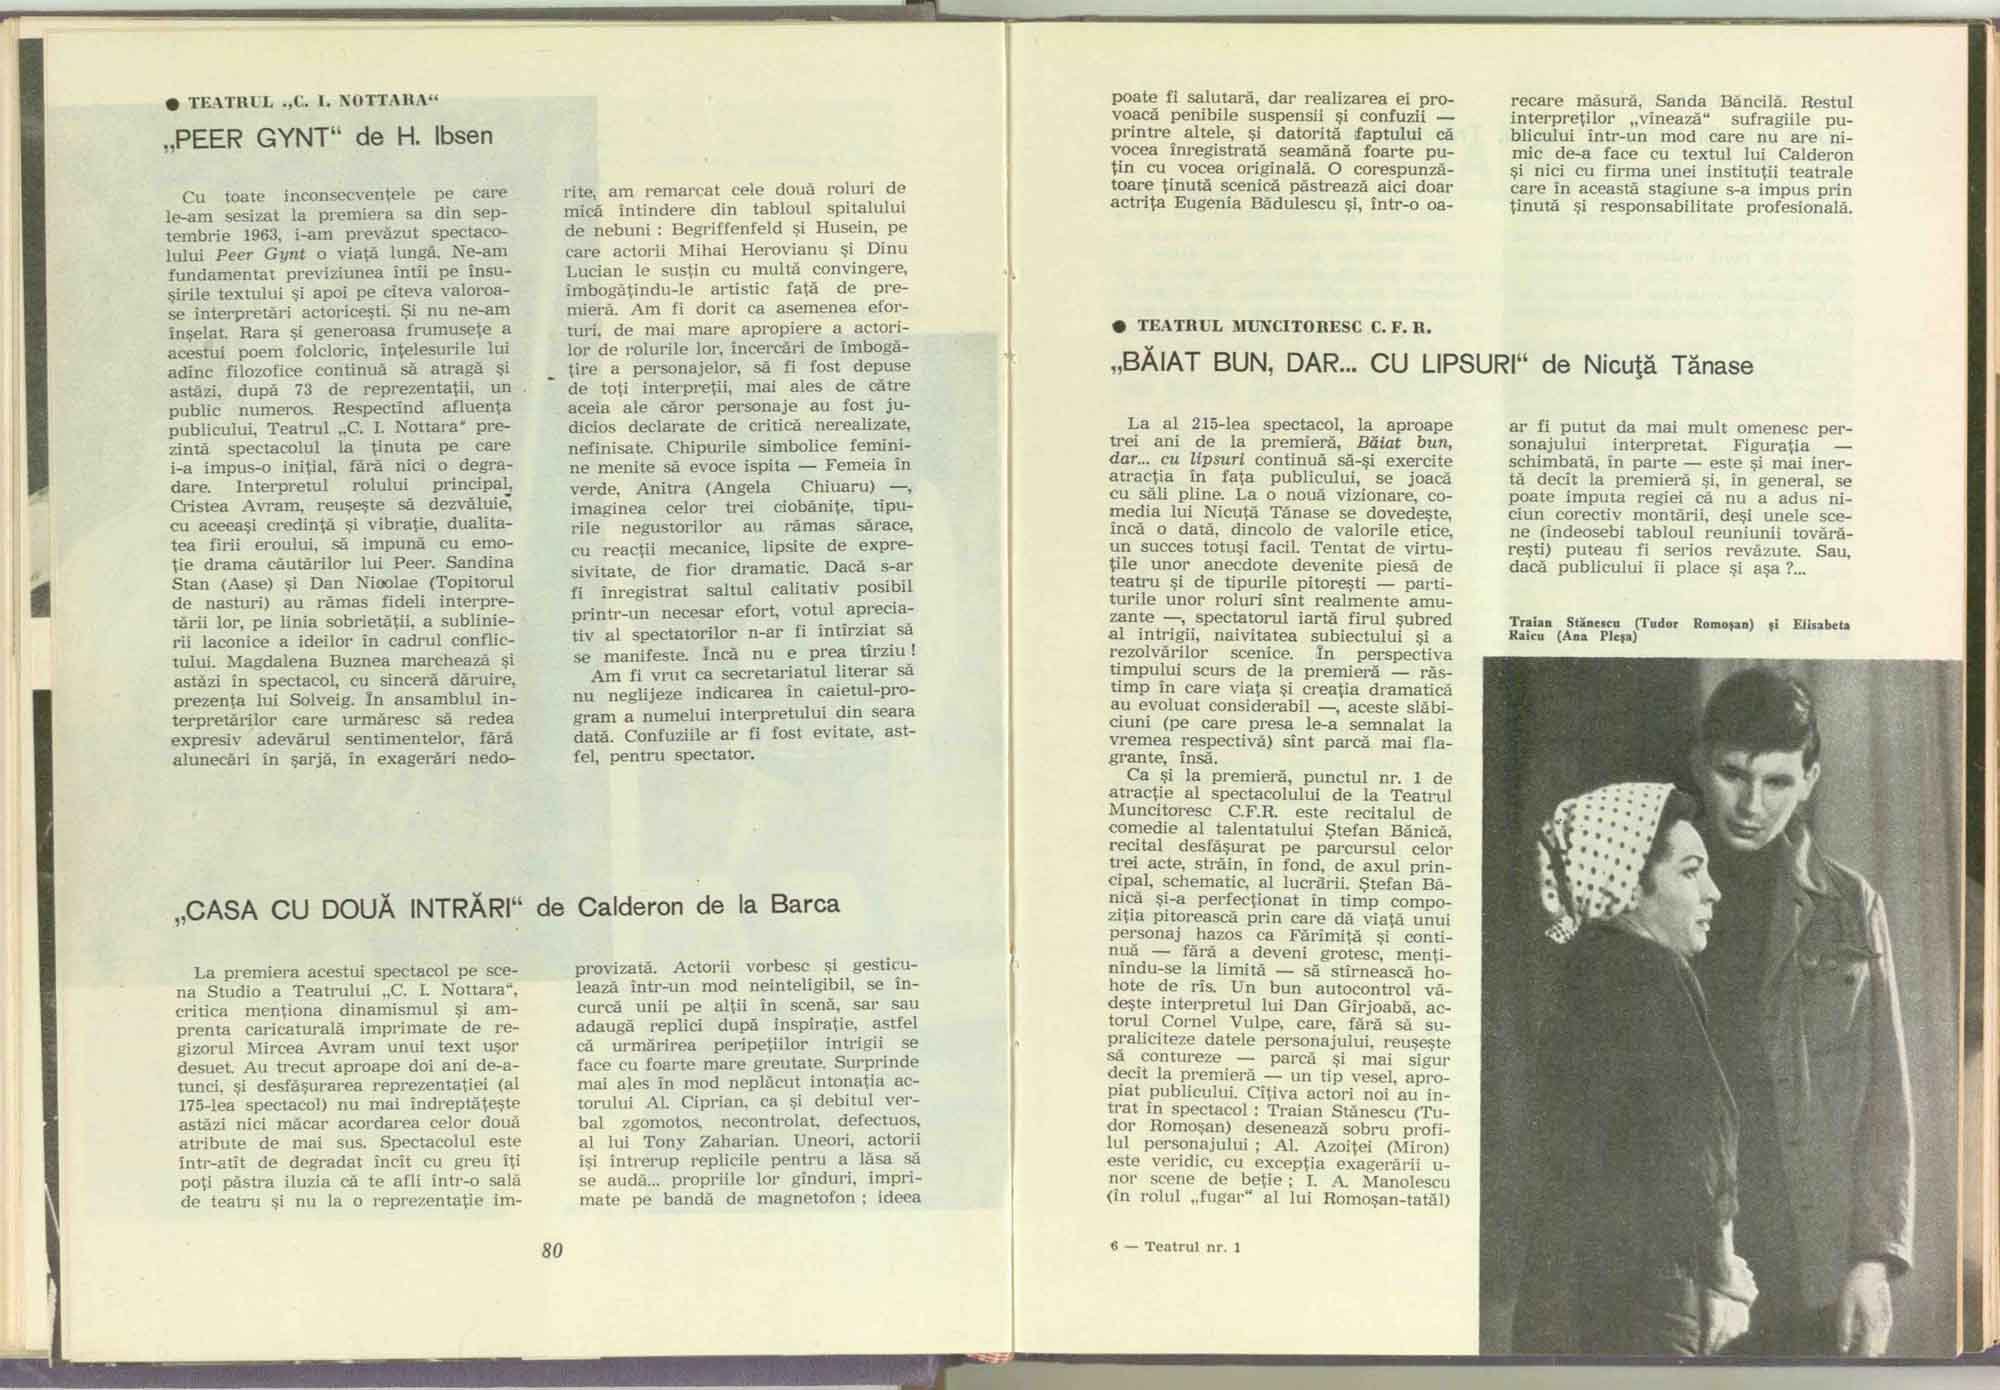 ● TEATRUL „C. I. NOTTARA“
„PEER GYNT“ de H. Ibsen
Cu toate inconsecvențele pe care
le-am sesizat la premiera sa din sep-
tembrie 1963, i-am prevăzut spectaco-
lului Peer Gynt o viață lungă. Ne-am
fundamentat previziunea întîi pe însu-
șirile textului și apoi pe cîteva valoroa-
se interpretări actoricești. Și nu ne-am
înșelat. Rara și generoasa frumusețe a
acestui poem folcloric, înțelesurile lui
adînc filozofice continuă să atragă și
astăzi, după 73 de reprezentații, un
public numeros. Respectînd afluența
publicului, Teatrul „C. I. Nottara“ pre-
zintă spectacolul la ținuta pe care
i-a impus-o inițial, fără nici o degra-
dare. Interpretul rolului principal,
Cristea Avram, reușește să dezvăluie,
cu aceeași credință și vibrație, dualita-
tea firii eroului, să impună cu emo-
ție drama căutărilor lui Peer. Sandina
Stan (Aase) și Dan Nicolae (Topitorul
de nasturi) au rămas fideli interpre-
tării lor, pe linia sobrietății, a sublinie-
rii laconice a ideilor în cadrul conflic-
tului. Magdalena Buznea marchează și
astăzi în spectacol, cu sinceră dăruire,
prezența lui Solveig. În ansamblul in-
terpretărilor care urmăresc să redea
expresiv adevărul sentimentelor, fără
alunecări în șarjă, în exagerări nedo-
rite, am remarcat cele două roluri de
mică întindere din tabloul spitalului
de nebuni : Begriffenfeld și Husein, pe
care actorii Mihai Herovianu și Dinu
Lucian le susțin cu multă convingere,
îmbogățindu-le artistic față de pre-
mieră. Am fi dorit ca asemenea efor-
turi, de mai mare apropiere a actori-
lor de rolurile lor, încercări de îmbogă-
țire a personajelor, să fi fost depuse
de toți interpreții, mai ales de către
aceia ale căror personaje au fost ju-
dicios declarate de critică nerealizate,
nefinisate. Chipurile simbolice femini-
ne menite să evoce ispita — Femeia în
verde, Anitra (Angela Chiuaru) —,
imaginea celor trei ciobănițe, tipu-
rile negustorilor au rămas sărace,
cu reacții mecanice, lipsite de expre-
sivitate, de fior dramatic. Dacă s-ar
fi înregistrat saltul calitativ posibil
printr-un necesar efort, votul aprecia-
tiv al spectatorilor n-ar fi întîrziat să
se manifeste. Încă nu e prea tîrziu !
Am fi vrut ca secretariatul literar să
nu neglijeze indicarea în caietul-pro-
gram a numelui interpretului din seara
dată. Confuziile ar fi fost evitate, ast-
fel, pentru spectator.
„CASA CU DOUĂ INTRĂRI“ de Calderon de la Barca
La premiera acestui spectacol pe sce-
na Studio a Teatrului „C. I. Nottara“,
critica menționa dinamismul și am-
prenta caricaturală imprimate de re-
gizorul Mircea Avram unui text ușor
desuet. Au trecut aproape doi ani de-a-
tunci, și desfășurarea reprezentației (al
175-lea spectacol) nu mai îndreptățește
astăzi nici măcar acordarea celor două
atribute de mai sus. Spectacolul este
într-atît de degradat încît cu greu îți
poți păstra iluzia că te afli într-o sală
de teatru și nu la o reprezentație im-
provizată. Actorii vorbesc și gesticu-
lează într-un mod neinteligibil, se în-
curcă unii pe alții în scenă, sar sau
adaugă replici după inspirație, astfel
că urmărirea peripețiilor intrigii se
face cu foarte mare greutate. Surprinde
mai ales în mod neplăcut intonația ac-
torului Al. Ciprian, ca și debitul ver-
bal zgomotos, necontrolat, defectuos,
al lui Tony Zaharian. Uneori, actorii
își întrerup replicile pentru a lăsa să
se audă... propriile lor gînduri, impri-
mate pe bandă de magnetofon ; ideea
80
poate fi salutară, dar realizarea ei pro-
voacă penibile suspensii și confuzii —
printre altele, și datorită faptului că
vocea înregistrată seamănă foarte pu-
țin cu vocea originală. O corespunză-
toare ținută scenică păstrează aici doar
actrița Eugenia Bădulescu și, într-o oa-
recare măsură, Sanda Băncilă. Restul
interpreților „vinează“ sufragiile pu-
blicului într-un mod care nu are ni-
mic de-a face cu textul lui Calderon
și nici cu firma unei instituții teatrale
care în această stagiune s-a impus prin
ținută și responsabilitate profesională.
● TEATRUL MUNCITORESC C. F. R.
„BĂIAT BUN, DAR... CU LIPSURI“ de Nicuță Tănase
La al 215-lea spectacol, la aproape
trei ani de la premieră, Băiat bun,
dar... cu lipsuri continuă să-și exercite
atracția în fața publicului, se joacă
cu săli pline. La o nouă vizionare, co-
media lui Nicuță Tănase se dovedește,
încă o dată, dincolo de valorile etice,
un succes totuși facil. Tentat de virtu-
țile unor anecdote devenite piesă de
teatru și de tipurile pitorești — parti-
turile unor roluri sînt realmente amu-
zante —, spectatorul iartă firul șubred
al intrigii, naivitatea subiectului și a
rezolvărilor scenice. În perspectiva
timpului scurs de la premieră — răs-
timp în care viața și creația dramatică
au evoluat considerabil —, aceste slăbi-
ciuni (pe care presa le-a semnalat la
vremea respectivă) sînt parcă mai fla-
grante, însă.
Ca și la premieră, punctul nr. 1 de
atracție al spectacolului de la Teatrul
Muncitoresc C.F.R. este recitalul de
comedie al talentatului Ștefan Bănică,
recital desfășurat pe parcursul celor
trei acte, străin, în fond, de axul prin-
cipal, schematic, al lucrării. Ștefan Bă-
nică și-a perfecționat în timp compo-
ziția pitorească prin care dă viață unui
personaj hazos ca Fărîmiță și conti-
nuă — fără a deveni grotesc, menți-
nîndu-se la limită — să stîrnească ho-
hote de rîs. Un bun autocontrol vă-
dește interpretul lui Dan Gîrjoabă, ac-
torul Cornel Vulpe, care, fără să su-
praliciteze datele personajului, reușește
să contureze — parcă și mai sigur
decît la premieră — un tip vesel, apro-
piat publicului. Cîțiva actori noi au in-
trat în spectacol : Traian Stănescu (Tu-
dor Romoșan) desenează sobru profi-
lul personajului ; Al. Azoiței (Miron)
este veridic, cu excepția exagerării u-
nor scene de beție ; I. A. Manolescu
(în rolul „fugar“ al lui Romoșan-tatăl)
ar fi putut da mai mult omenesc per-
sonajului interpretat. Figurația —
schimbată, în parte — este și mai iner-
tă decît la premieră și, în general, se
poate imputa regiei că nu a adus ni-
ciun corectiv montării, deși unele sce-
ne (îndeosebi tabloul reuniunii tovără-
rești) puteau fi serios revăzute. Sau,
dacă publicului îi place și așa ?...
Traian Stănescu (Tudor Romoșan) și Elisabeta
Raicu (Ana Pleșa)
6 — Teatrul nr. 1